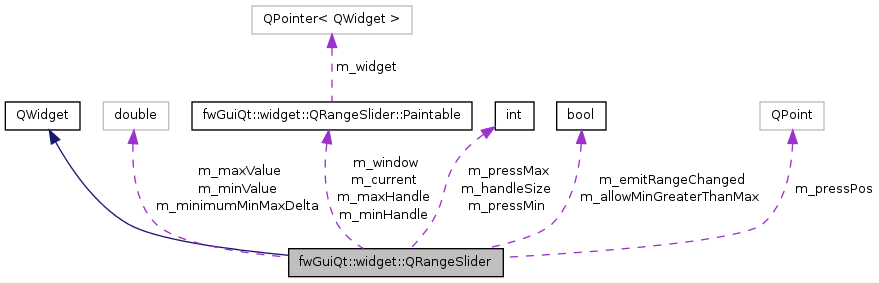 QPointer< QWidget >
m_widget
QWidget
double
fwGuiQt::widget::QRangeSlider::Paintable
int
bool
QPoint
m_maxValue
m_minValue
m_minimumMinMaxDelta
m_window
m_current
m_maxHandle
m_minHandle
m_pressMax
m_handleSize
m_pressMin
m_emitRangeChanged
m_allowMinGreaterThanMax
m_pressPos
fwGuiQt::widget::QRangeSlider